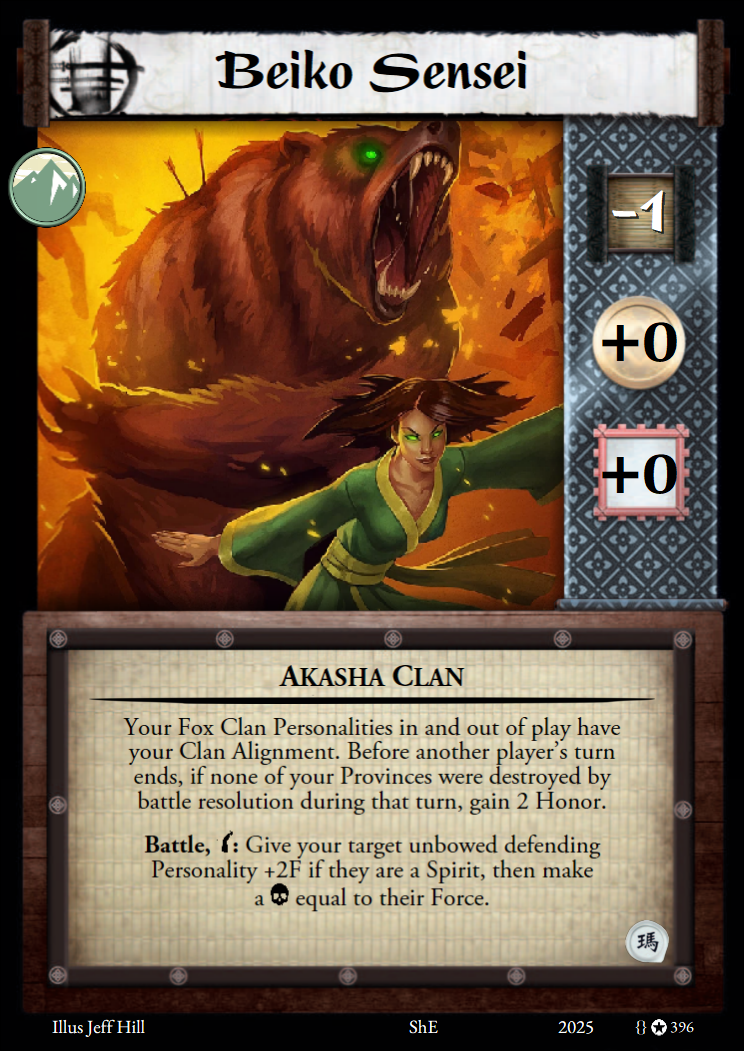 Beiko Sensei
-1
+0
+0
AKASHA CLAN
Your Fox Clan Personalities in and out of play have
your Clan Alignment. Before another player's turn
ends, if none of your Provinces were destroyed by
battle resolution during that turn, gain 2 Honor.
Battle, : Give your target unbowed defending
Personality +2F if they are a Spirit, then make
a 💀 equal to their Force.
瑪
Illus Jeff Hill ShE 2025 {} ✪ 396